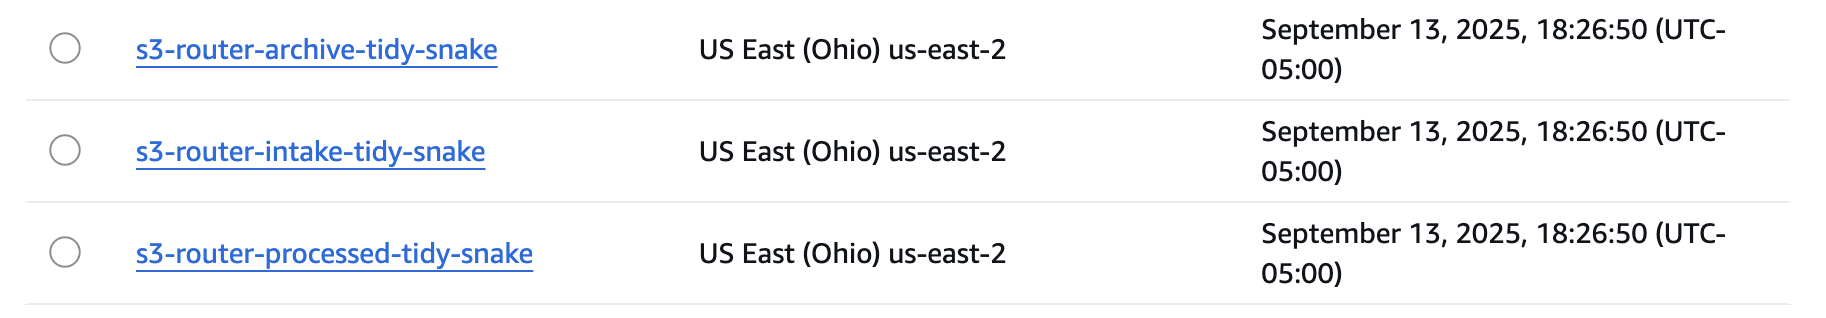 s3-router-archive-tidy-snake US East (Ohio) us-east-2 September 13, 2025, 18:26:50 (UTC-
05:00)
s3-router-intake-tidy-snake US East (Ohio) us-east-2 September 13, 2025, 18:26:50 (UTC-
05:00)
s3-router-processed-tidy-snake US East (Ohio) us-east-2 September 13, 2025, 18:26:50 (UTC-
05:00)